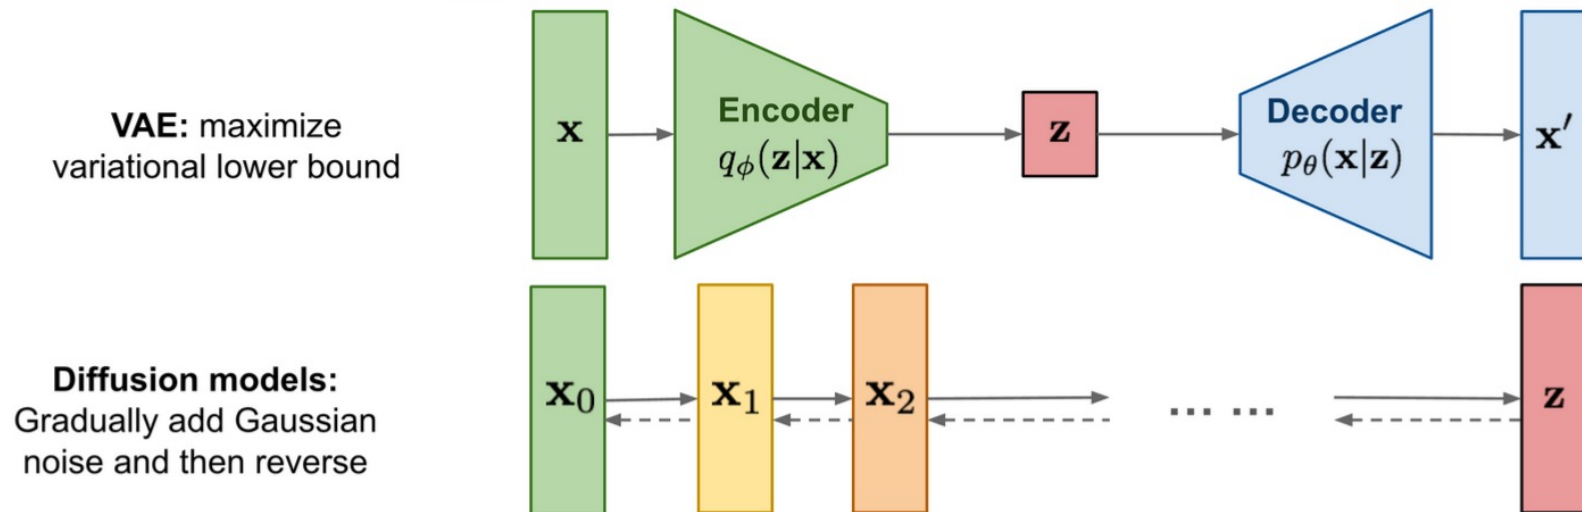 VAE: maximize
variational lower bound
x
Encoder
qϕ(z|x)
z
Decoder
pθ(x|z)
x′
Diffusion models:
Gradually add Gaussian
noise and then reverse
x₀
x₁
x₂
... ...
z